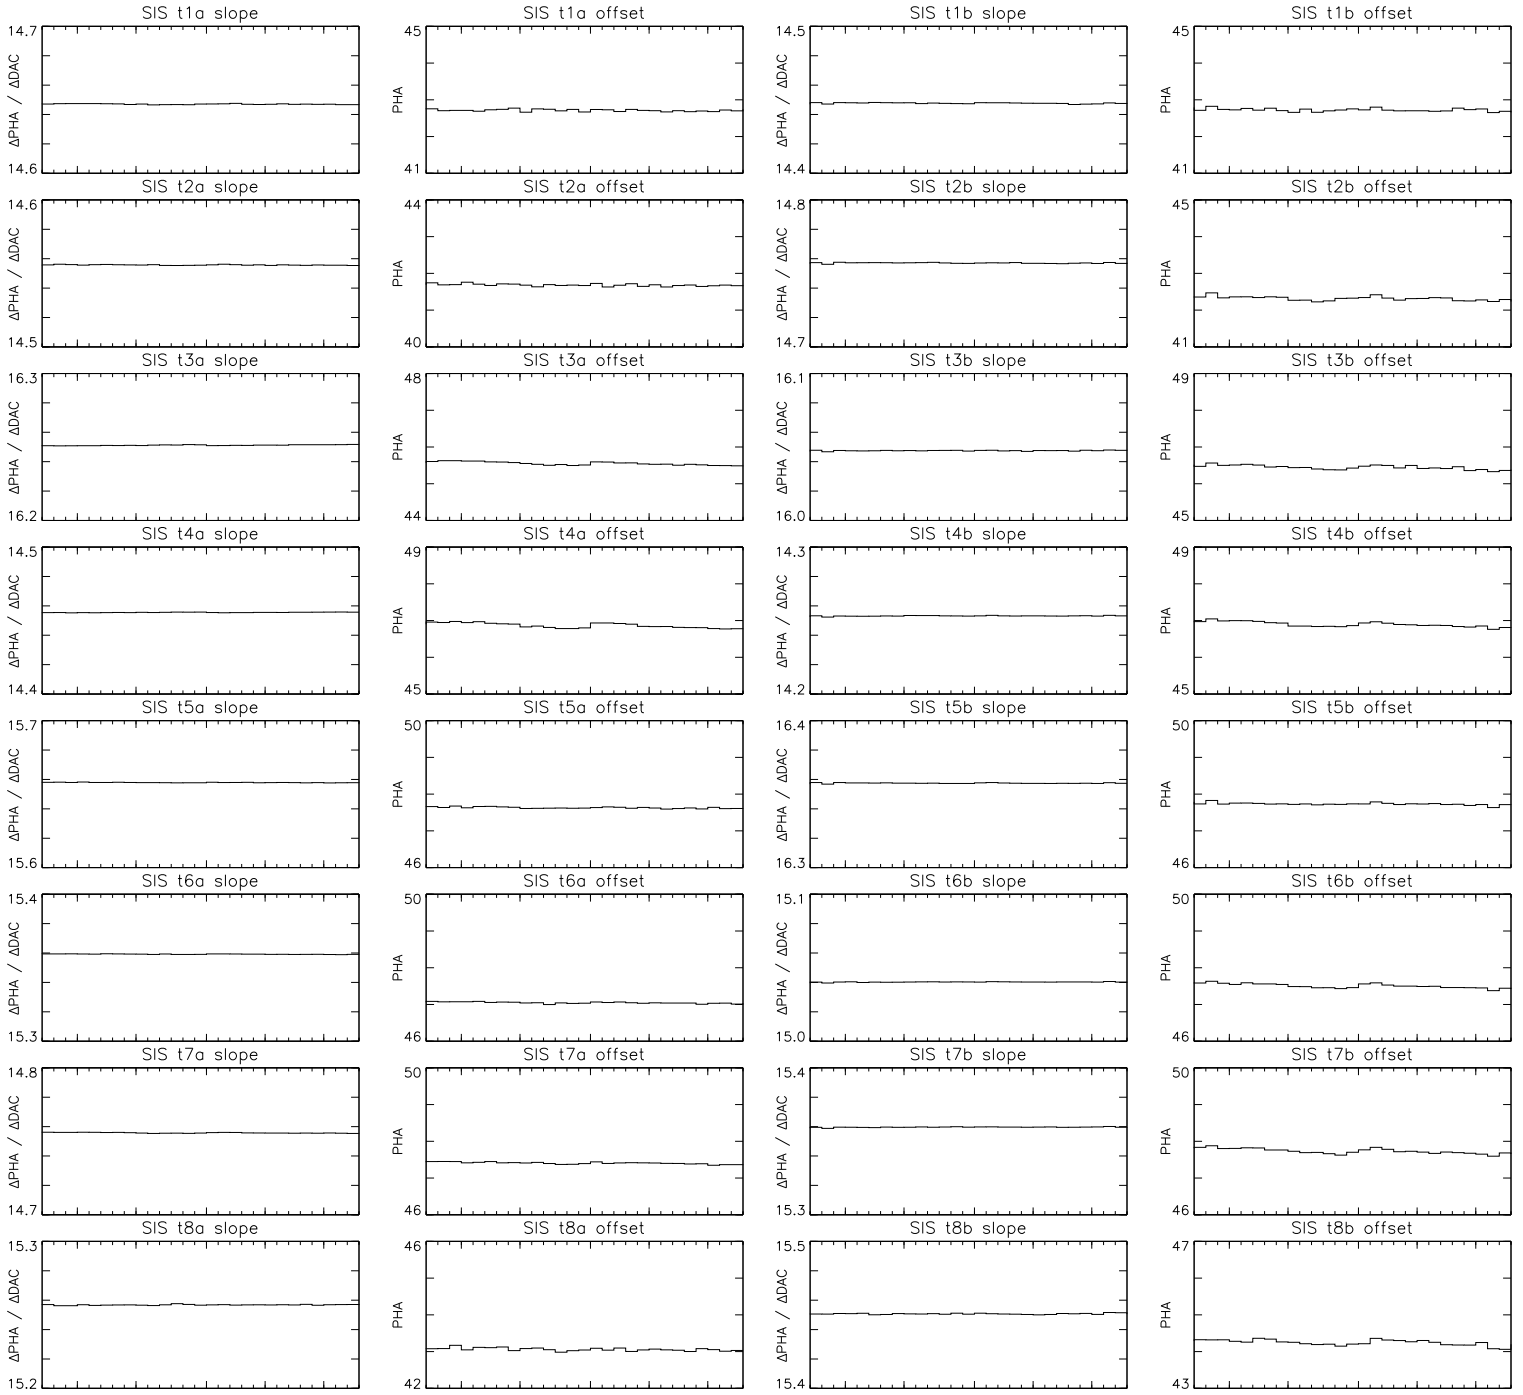 SIS t1a slope
SIS t1a offset
SIS t1b slope
SIS t1b offset
14.7
14.6
ΔPHA / ΔDAC
45
41
PHA
14.5
14.4
ΔPHA / ΔDAC
45
41
PHA
SIS t2a slope
SIS t2a offset
SIS t2b slope
SIS t2b offset
14.6
14.5
ΔPHA / ΔDAC
44
40
PHA
14.8
14.7
ΔPHA / ΔDAC
45
41
PHA
SIS t3a slope
SIS t3a offset
SIS t3b slope
SIS t3b offset
16.3
16.2
ΔPHA / ΔDAC
48
44
PHA
16.1
16.0
ΔPHA / ΔDAC
49
45
PHA
SIS t4a slope
SIS t4a offset
SIS t4b slope
SIS t4b offset
14.5
14.4
ΔPHA / ΔDAC
49
45
PHA
14.3
14.2
ΔPHA / ΔDAC
49
45
PHA
SIS t5a slope
SIS t5a offset
SIS t5b slope
SIS t5b offset
15.7
15.6
ΔPHA / ΔDAC
50
46
PHA
16.4
16.3
ΔPHA / ΔDAC
50
46
PHA
SIS t6a slope
SIS t6a offset
SIS t6b slope
SIS t6b offset
15.4
15.3
ΔPHA / ΔDAC
50
46
PHA
15.1
15.0
ΔPHA / ΔDAC
50
46
PHA
SIS t7a slope
SIS t7a offset
SIS t7b slope
SIS t7b offset
14.8
14.7
ΔPHA / ΔDAC
50
46
PHA
15.4
15.3
ΔPHA / ΔDAC
50
46
PHA
SIS t8a slope
SIS t8a offset
SIS t8b slope
SIS t8b offset
15.3
15.2
ΔPHA / ΔDAC
46
42
PHA
15.5
15.4
ΔPHA / ΔDAC
47
43
PHA